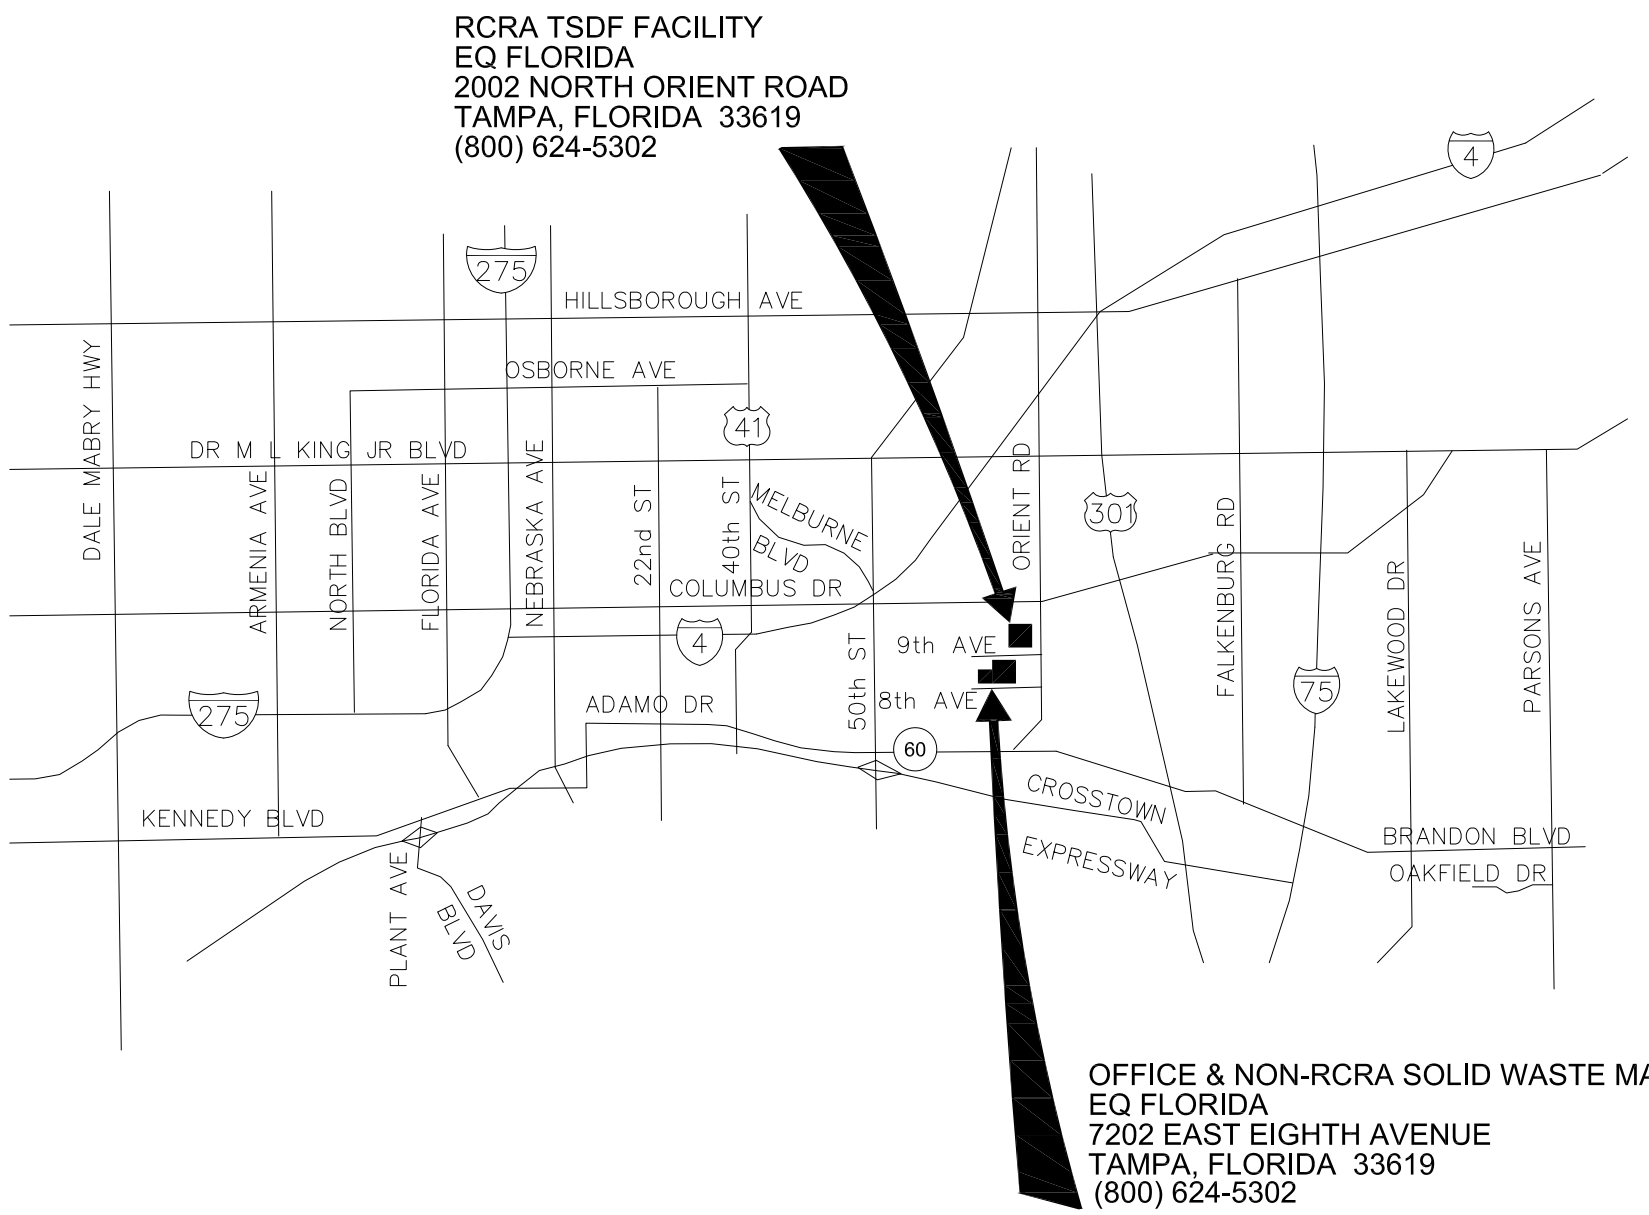 RCRA TSDF FACILITY
EQ FLORIDA
2002 NORTH ORIENT ROAD
TAMPA, FLORIDA  33619
(800) 624-5302
4
275
HILLSBOROUGH AVE
OSBORNE AVE
DALE MABRY HWY
41
DR M L KING JR BLVD
ARMENIA AVE
NORTH BLVD
FLORIDA AVE
NEBRASKA AVE
22nd ST
40th ST
MELBURNE
BLVD
ORIENT RD
301
FALKENBURG RD
LAKEWOOD DR
PARSONS AVE
COLUMBUS DR
4
50th ST
9th AVE
8th AVE
75
275
ADAMO DR
60
CROSSTOWN
EXPRESSWAY
KENNEDY BLVD
BRANDON BLVD
OAKFIELD DR
PLANT AVE
DAVIS
BLVD
OFFICE & NON-RCRA SOLID WASTE MA
EQ FLORIDA
7202 EAST EIGHTH AVENUE
TAMPA, FLORIDA  33619
(800) 624-5302